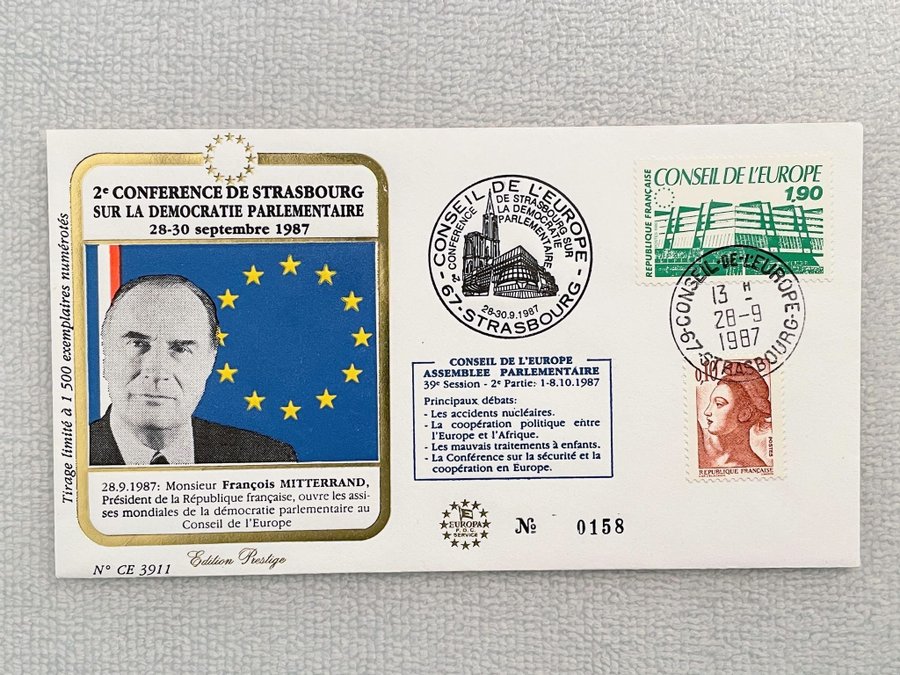 Tirage limité à 1 500 exemplaires numérotés
2e CONFERENCE DE STRASBOURG
SUR LA DEMOCRATIE PARLEMENTAIRE
28-30 septembre 1987
28.9.1987: Monsieur François MITTERRAND,
Président de la République française, ouvre les assi-
ses mondiales de la démocratie parlementaire au
Conseil de l'Europe
N° CE 3911
Edition Prestige
CONSEIL DE L'EUROPE
2e CONFERENCE
DE STRASBOURG SUR
LA DEMOCRATIE
PARLEMENTAIRE
28-30.9.1987
67-STRASBOURG
CONSEIL DE L'EUROPE
ASSEMBLEE PARLEMENTAIRE
39e Session - 2e Partie: 1-8.10.1987
Principaux débats:
- Les accidents nucléaires.
- La coopération politique entre
l'Europe et l'Afrique.
- Les mauvais traitements à enfants.
- La Conférence sur la sécurité et la
coopération en Europe.
EUROPA
F.D.C.
SERVICE
No 0158
CONSEIL DE L'EUROPE
1,90
REPUBLIQUE FRANÇAISE
CONSEIL-DE-L'EUROPE
13 H
28-9
1987
67-STRASBOURG
0,10
POSTES
REPUBLIQUE FRANÇAISE